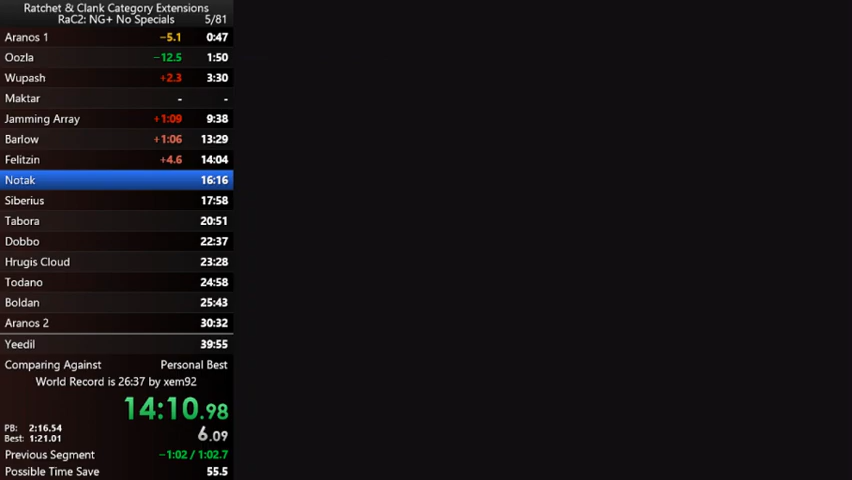 Ratchet & Clank Category Extensions
RaC2: NG+ No Specials 5/81
Aranos 1 −5.1 0:47
Oozla −12.5 1:50
Wupash +2.3 3:30
Maktar - -
Jamming Array +1:09 9:38
Barlow +1:06 13:29
Felitzin +4.6 14:04
Notak 16:16
Siberius 17:58
Tabora 20:51
Dobbo 22:37
Hrugis Cloud 23:28
Todano 24:58
Boldan 25:43
Aranos 2 30:32
Yeedil 39:55
Comparing Against Personal Best
World Record is 26:37 by xem92
14:10.98
PB: 2:16.54
Best: 1:21.01
6.09
Previous Segment −1:02 / 1:02.7
Possible Time Save 55.5